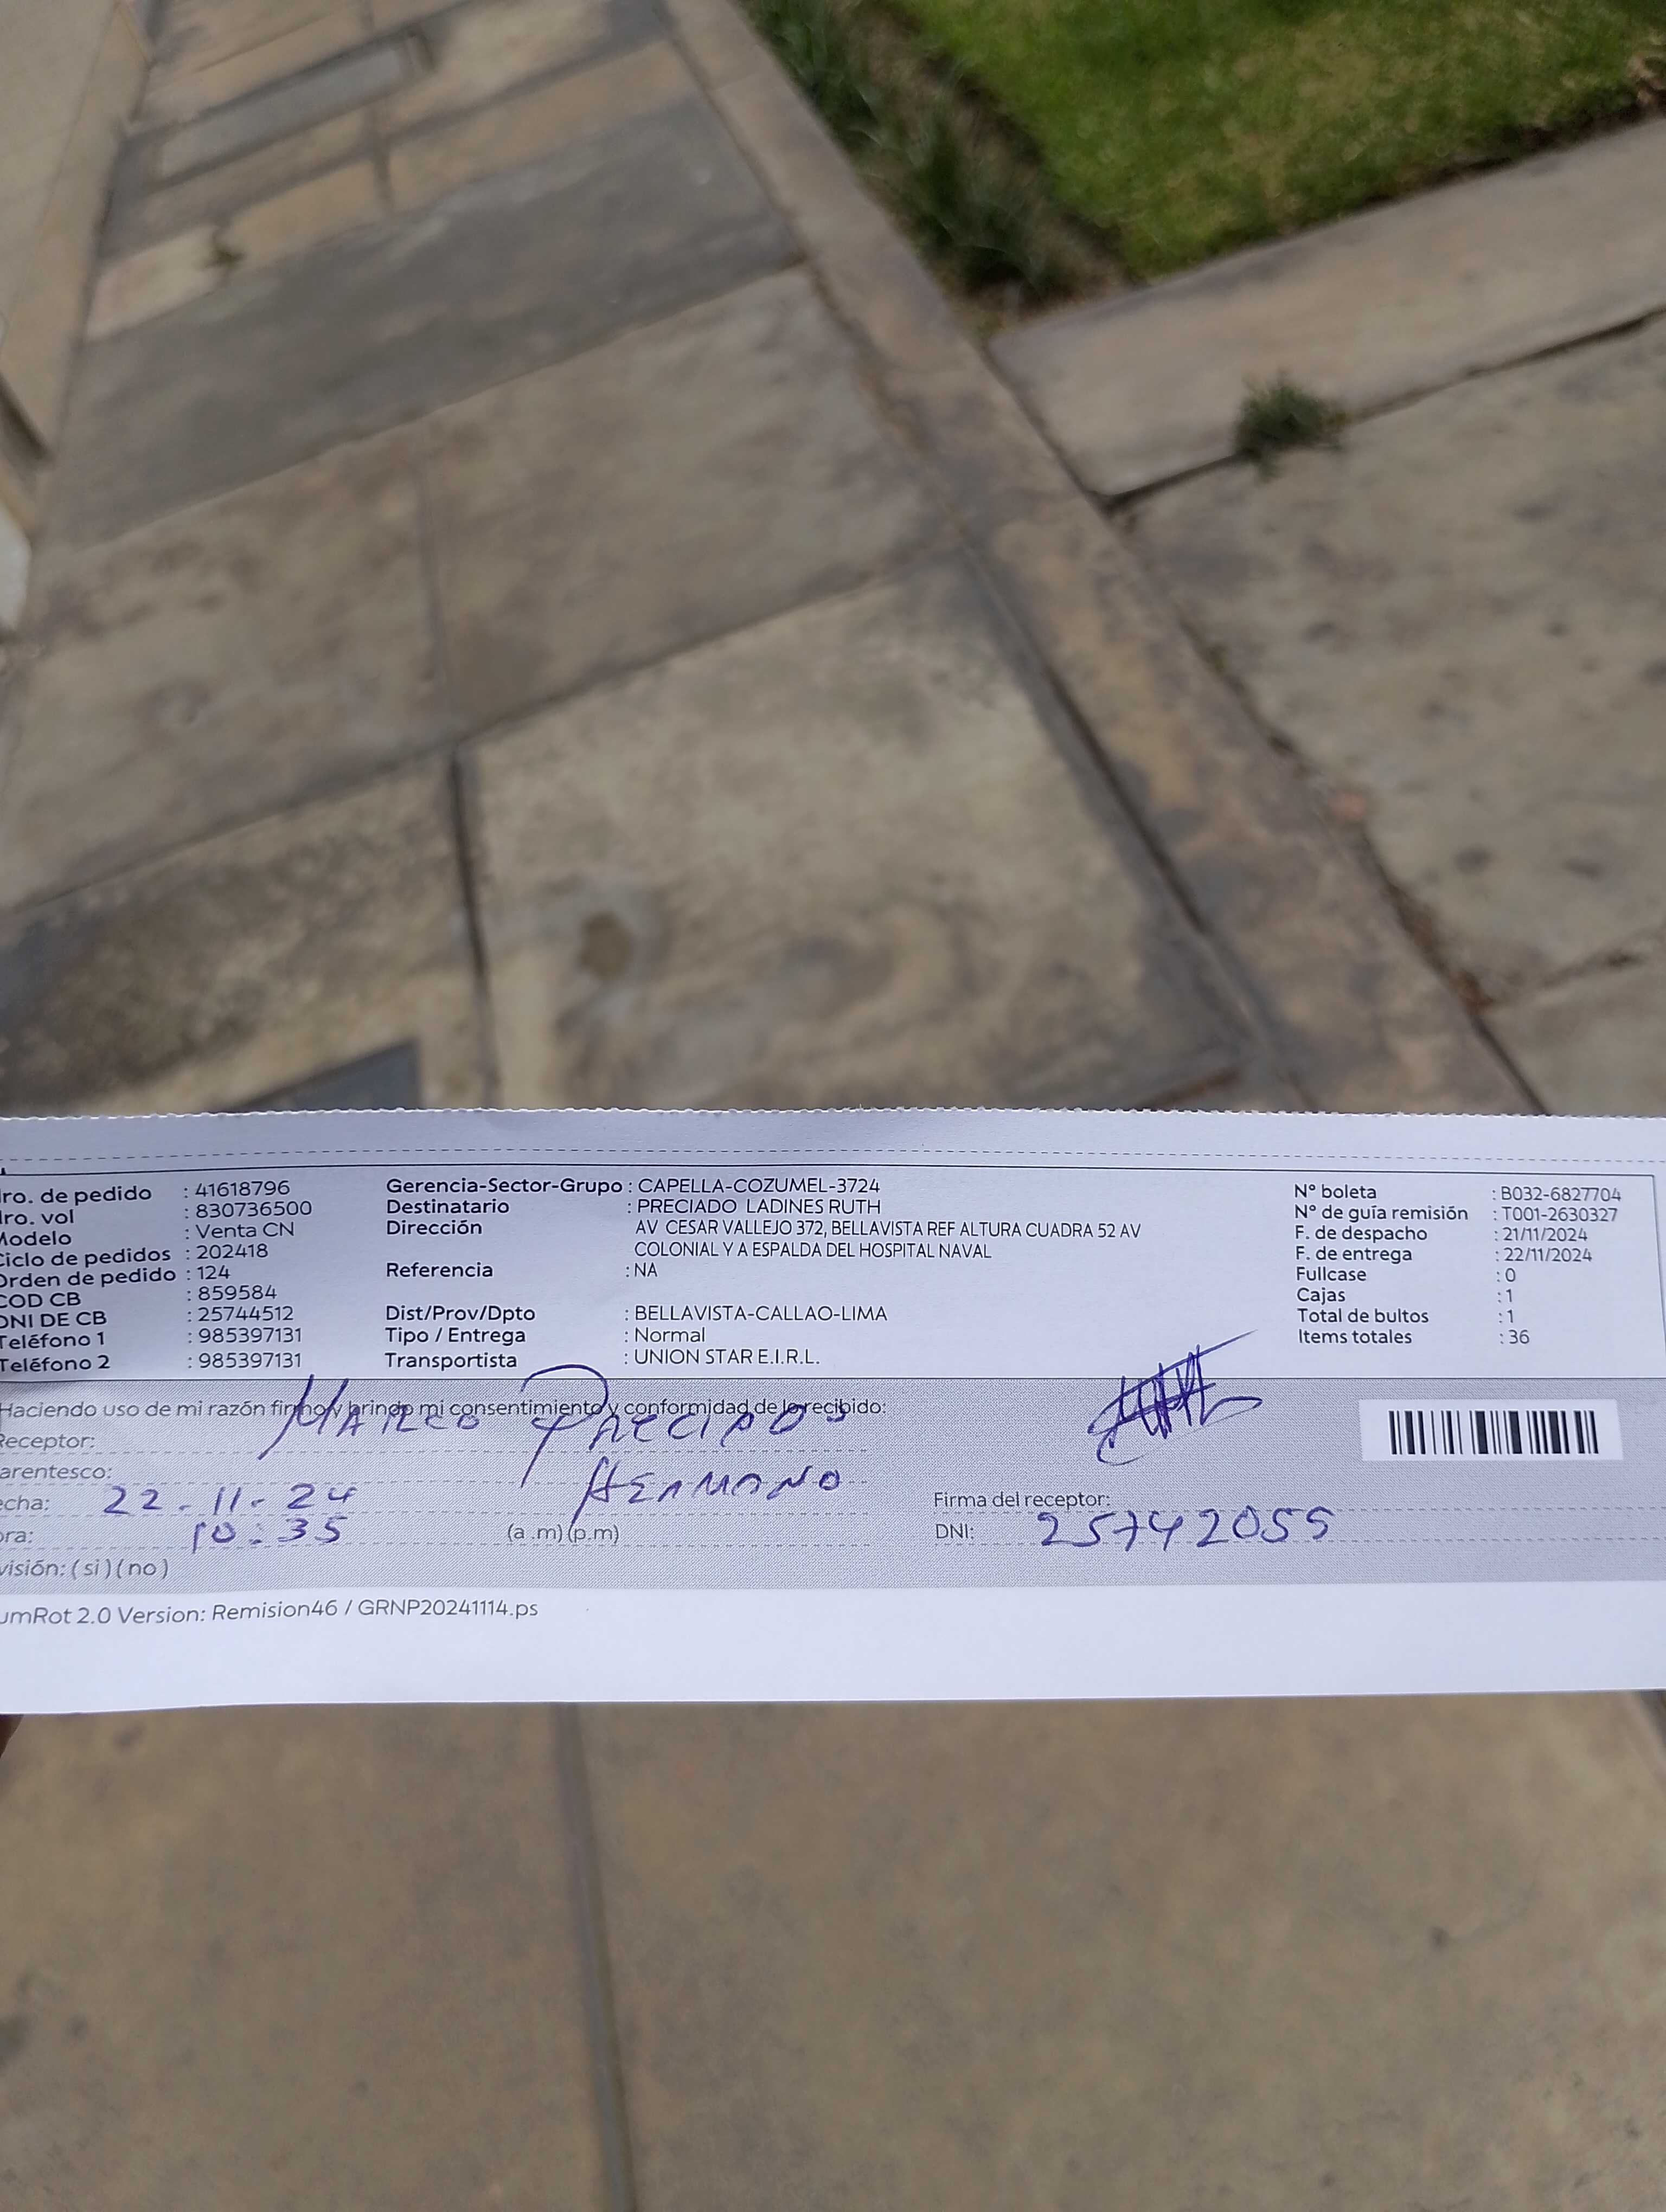 ro. de pedido : 41618796
ro. vol : 830736500
Modelo : Venta CN
Ciclo de pedidos : 202418
Orden de pedido : 124
COD CB : 859584
DNI DE CB : 25744512
Teléfono 1 : 985397131
Teléfono 2 : 985397131
Gerencia-Sector-Grupo : CAPELLA-COZUMEL-3724
Destinatario : PRECIADO LADINES RUTH
Dirección AV CESAR VALLEJO 372, BELLAVISTA REF ALTURA CUADRA 52 AV
COLONIAL Y A ESPALDA DEL HOSPITAL NAVAL
Referencia : NA
Dist/Prov/Dpto : BELLAVISTA-CALLAO-LIMA
Tipo / Entrega : Normal
Transportista : UNION STAR E.I.R.L.
N° boleta : B032-6827704
N° de guía remisión : T001-2630327
F. de despacho : 21/11/2024
F. de entrega : 22/11/2024
Fullcase : 0
Cajas : 1
Total de bultos : 1
Items totales : 36
Haciendo uso de mi razón firmo y brindo mi consentimiento y conformidad de lo recibido:
Receptor: MARCO PRECIADO
arentesco: HERMANO
echa: 22-11-24
ora: 10:35 (a.m) (p.m)
visión: ( si ) ( no )
Firma del receptor:
DNI: 25742055
umRot 2.0 Version: Remision46 / GRNP20241114.ps